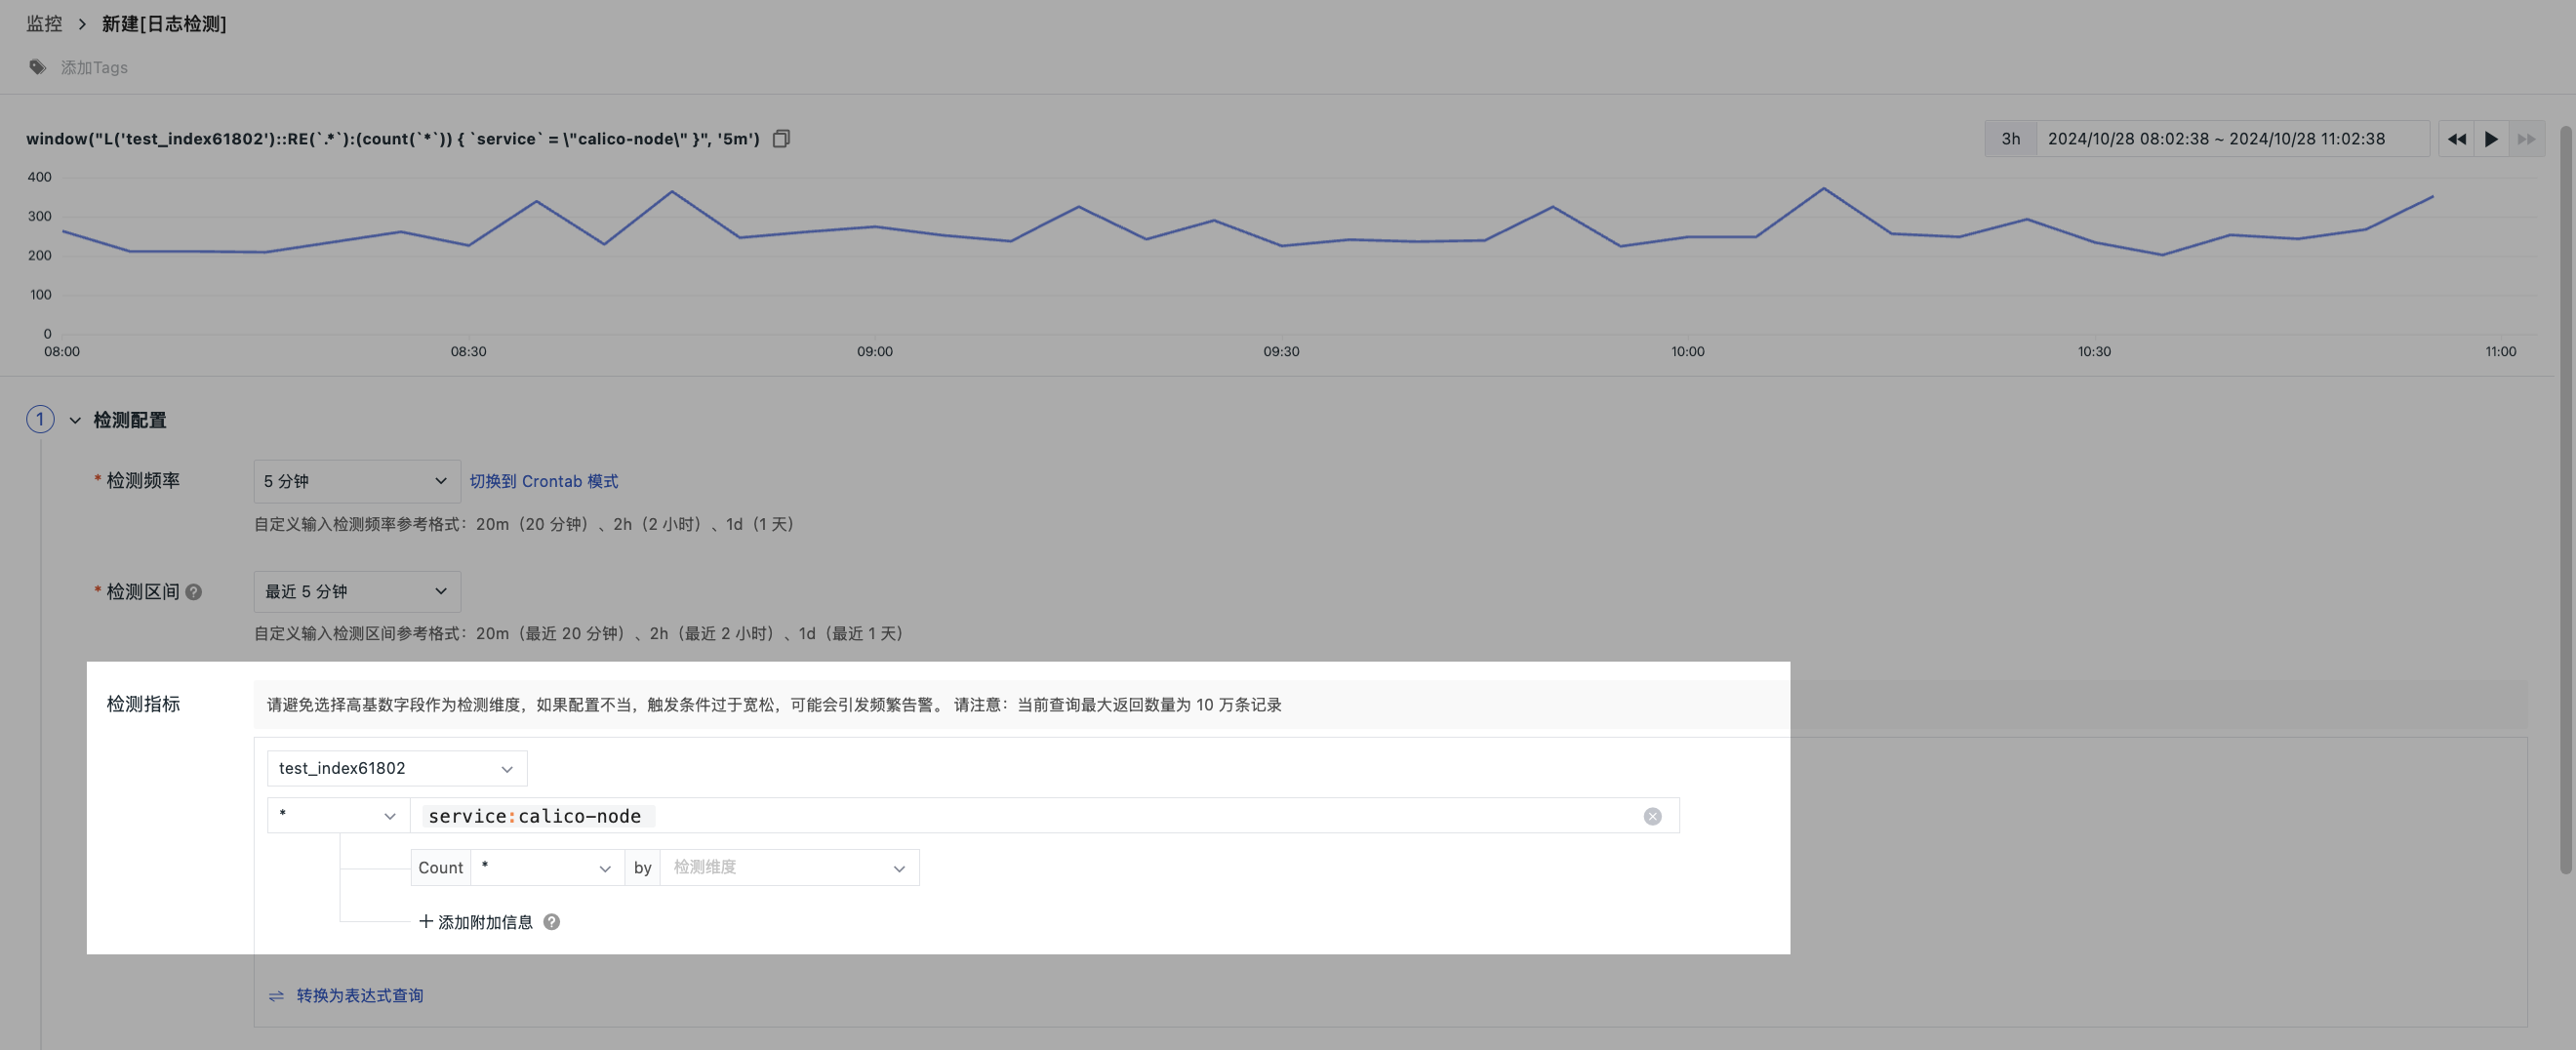 监控 > 新建[日志检测]
添加Tags
window("L('test_index61802')::RE(`.*`):(count(`*`)) { `service` = \"calico-node\" }", '5m')
3h 2024/10/28 08:02:38 ~ 2024/10/28 11:02:38
400
300
200
100
0
08:00 08:30 09:00 09:30 10:00 10:30 11:00
1 检测配置
* 检测频率 5 分钟 切换到 Crontab 模式
自定义输入检测频率参考格式：20m（20 分钟）、2h（2 小时）、1d（1 天）
* 检测区间 ? 最近 5 分钟
自定义输入检测区间参考格式：20m（最近 20 分钟）、2h（最近 2 小时）、1d（最近 1 天）
检测指标 请避免选择高基数字段作为检测维度，如果配置不当，触发条件过于宽松，可能会引发频繁告警。 请注意：当前查询最大返回数量为 10 万条记录
test_index61802
* service:calico-node
Count * by 检测维度
+ 添加附加信息 ?
转换为表达式查询